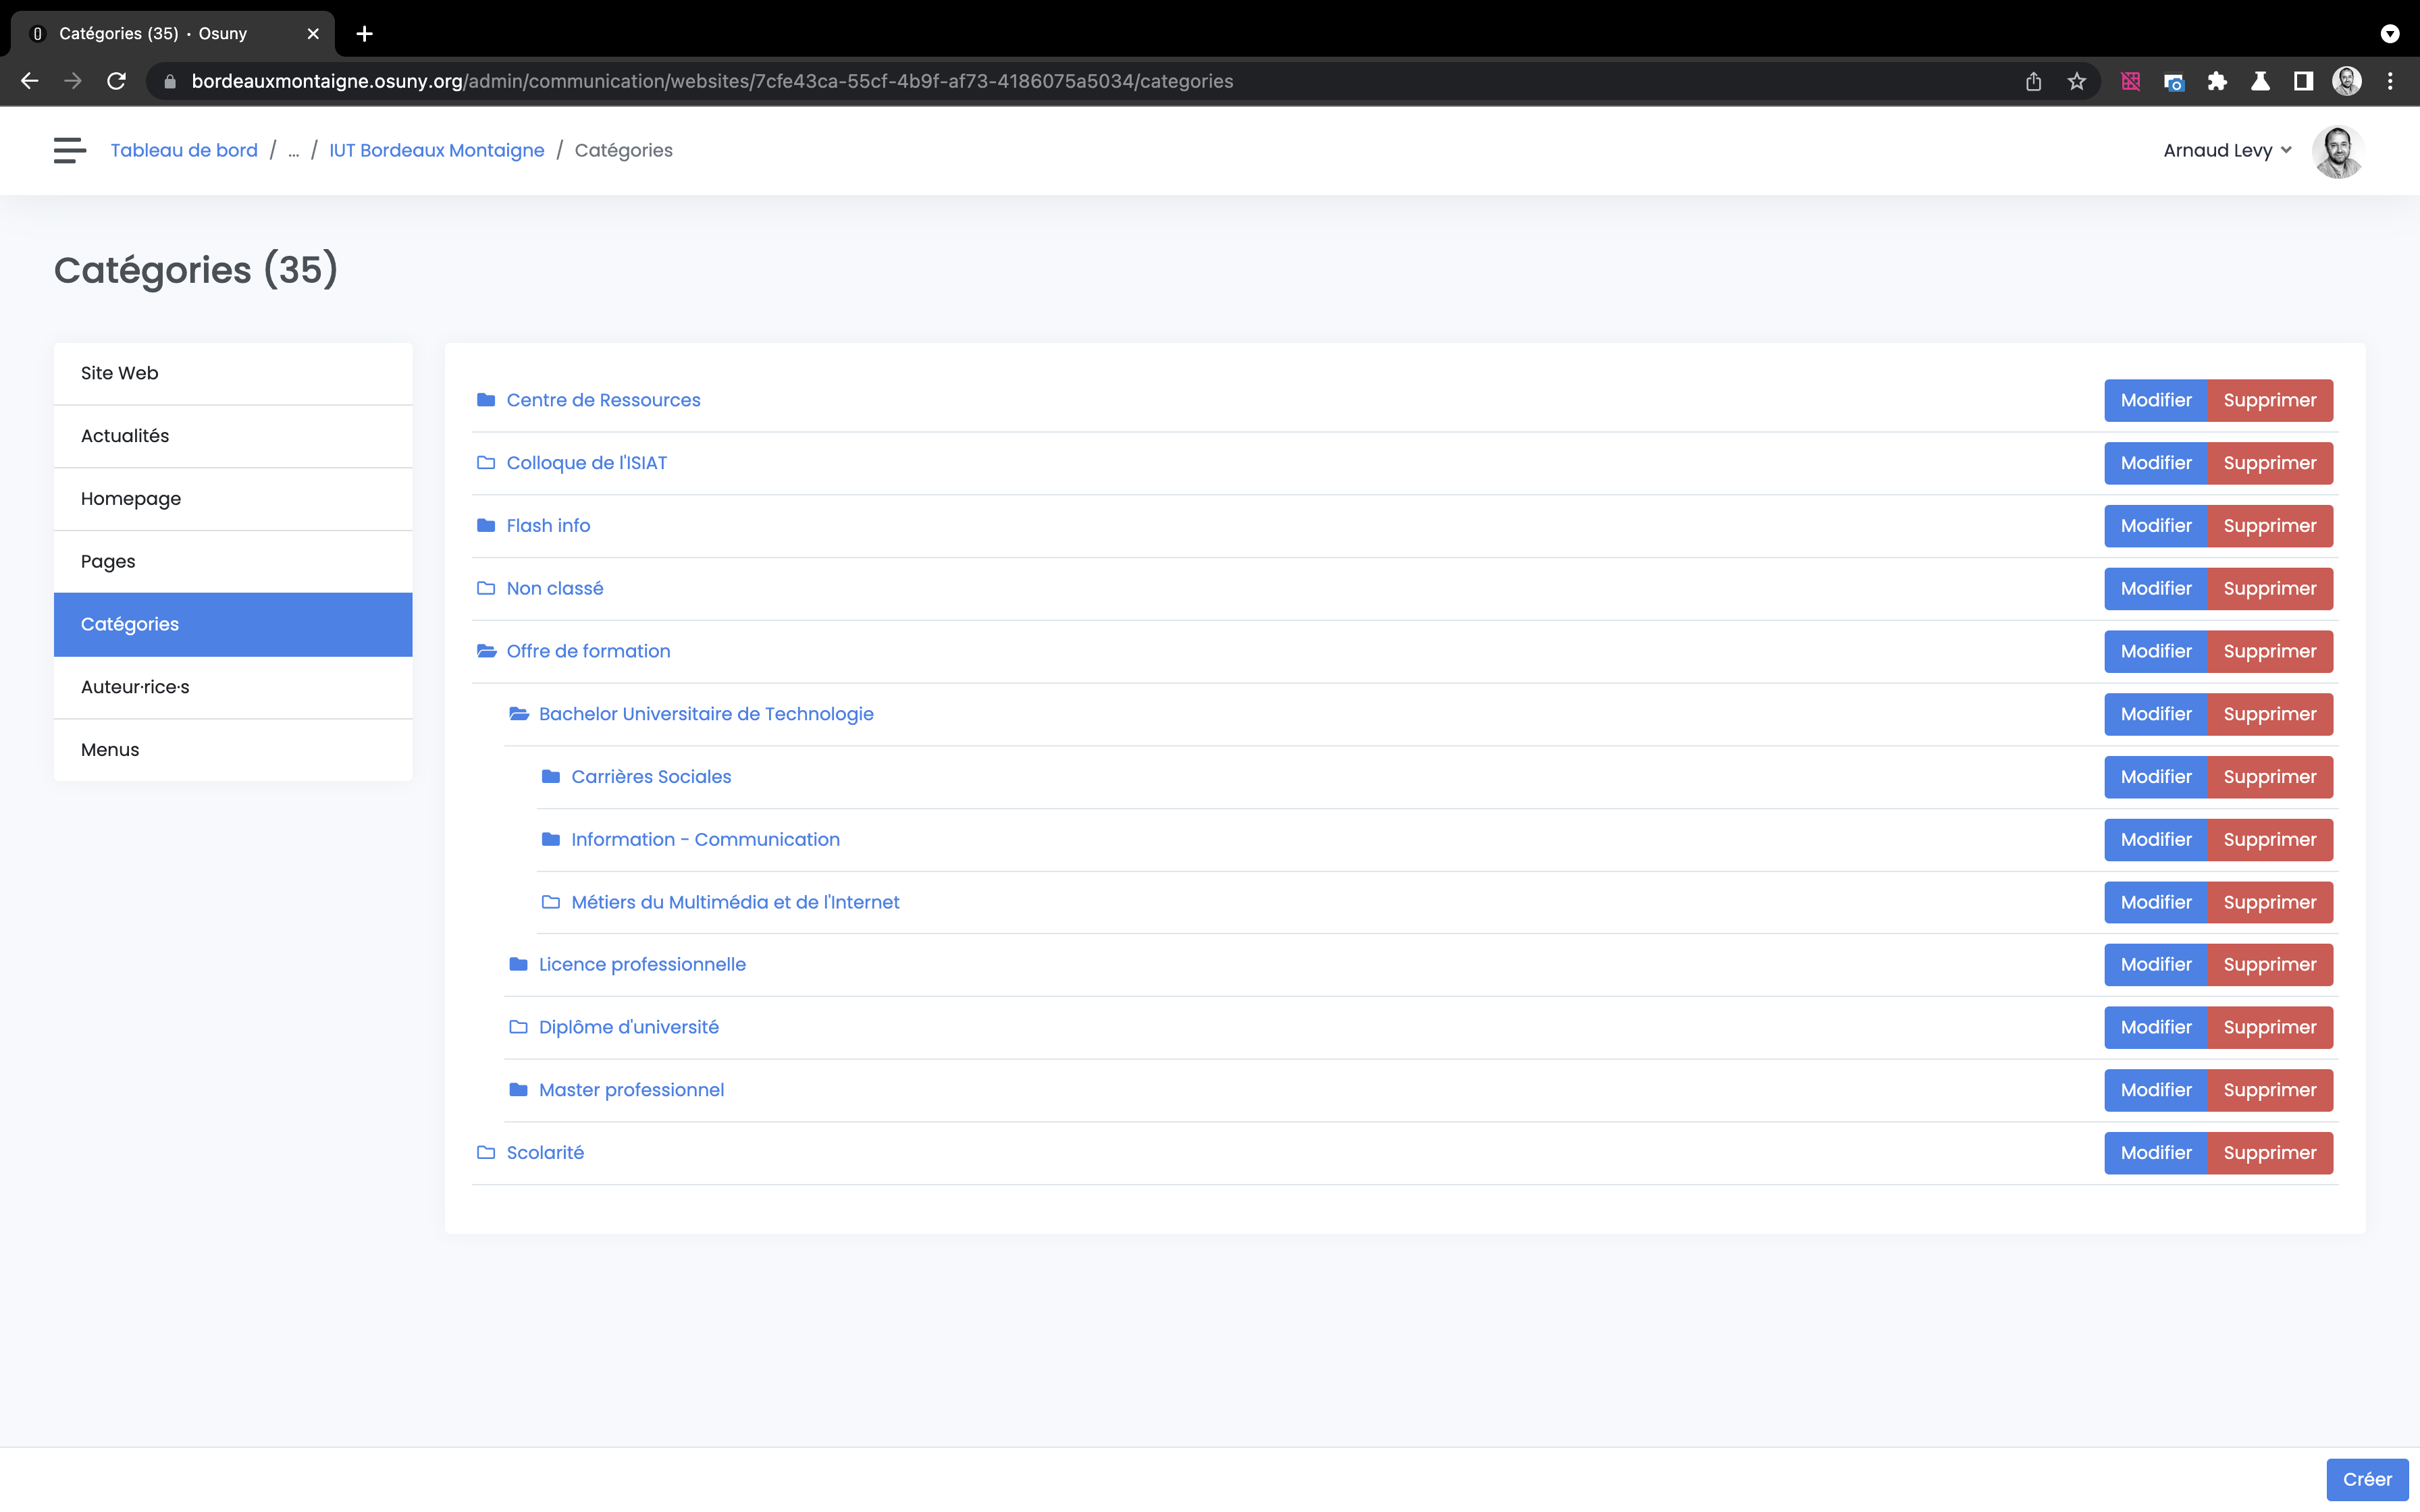 Catégories (35) • Osuny
bordeauxmontaigne.osuny.org/admin/communication/websites/7cfe43ca-55cf-4b9f-af73-4186075a5034/categories
Tableau de bord / ... / IUT Bordeaux Montaigne / Catégories
Arnaud Levy
Catégories (35)
Site Web
Actualités
Homepage
Pages
Catégories
Auteur·rice·s
Menus
Centre de Ressources Modifier Supprimer
Colloque de l'ISIAT Modifier Supprimer
Flash info Modifier Supprimer
Non classé Modifier Supprimer
Offre de formation Modifier Supprimer
Bachelor Universitaire de Technologie Modifier Supprimer
Carrières Sociales Modifier Supprimer
Information - Communication Modifier Supprimer
Métiers du Multimédia et de l'Internet Modifier Supprimer
Licence professionnelle Modifier Supprimer
Diplôme d'université Modifier Supprimer
Master professionnel Modifier Supprimer
Scolarité Modifier Supprimer
Créer